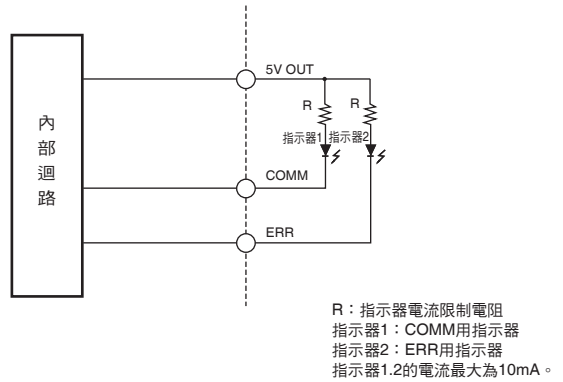 5V OUT
R
R
指示器1
指示器2
內部迴路
COMM
ERR
R：指示器電流限制電阻
指示器1：COMM用指示器
指示器2：ERR用指示器
指示器1.2的電流最大為10mA。